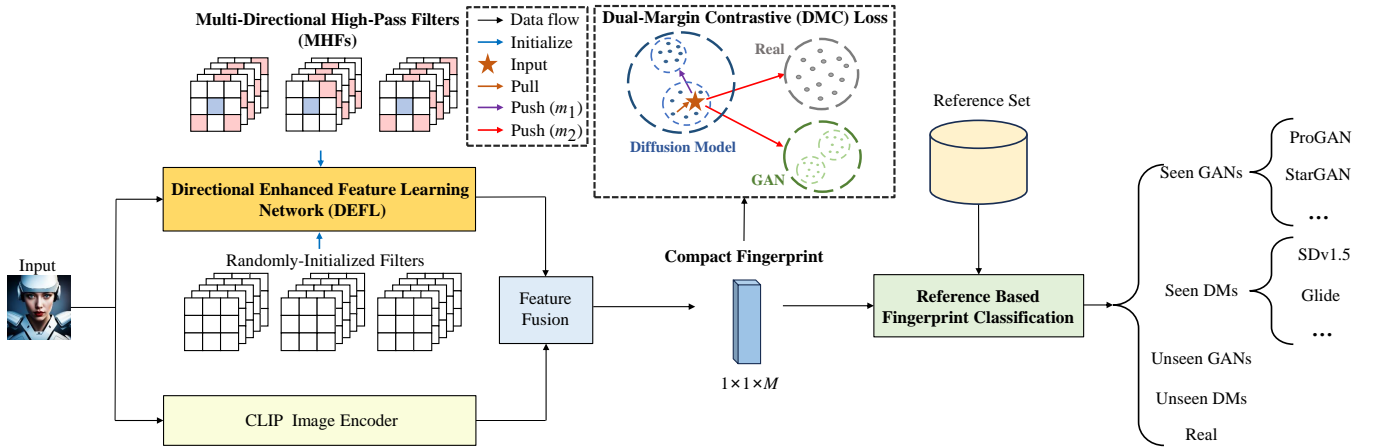 Multi-Directional High-Pass Filters
(MHFs)
Data flow
Initialize
Input
Pull
Push (m1)
Push (m2)
Dual-Margin Contrastive (DMC) Loss
Real
Diffusion Model
GAN
Reference Set
Directional Enhanced Feature Learning
Network (DEFL)
Randomly-Initialized Filters
Input
Feature
Fusion
CLIP Image Encoder
Compact Fingerprint
1×1×M
Reference Based
Fingerprint Classification
Seen GANs
ProGAN
StarGAN
...
Seen DMs
SDv1.5
Glide
...
Unseen GANs
Unseen DMs
Real